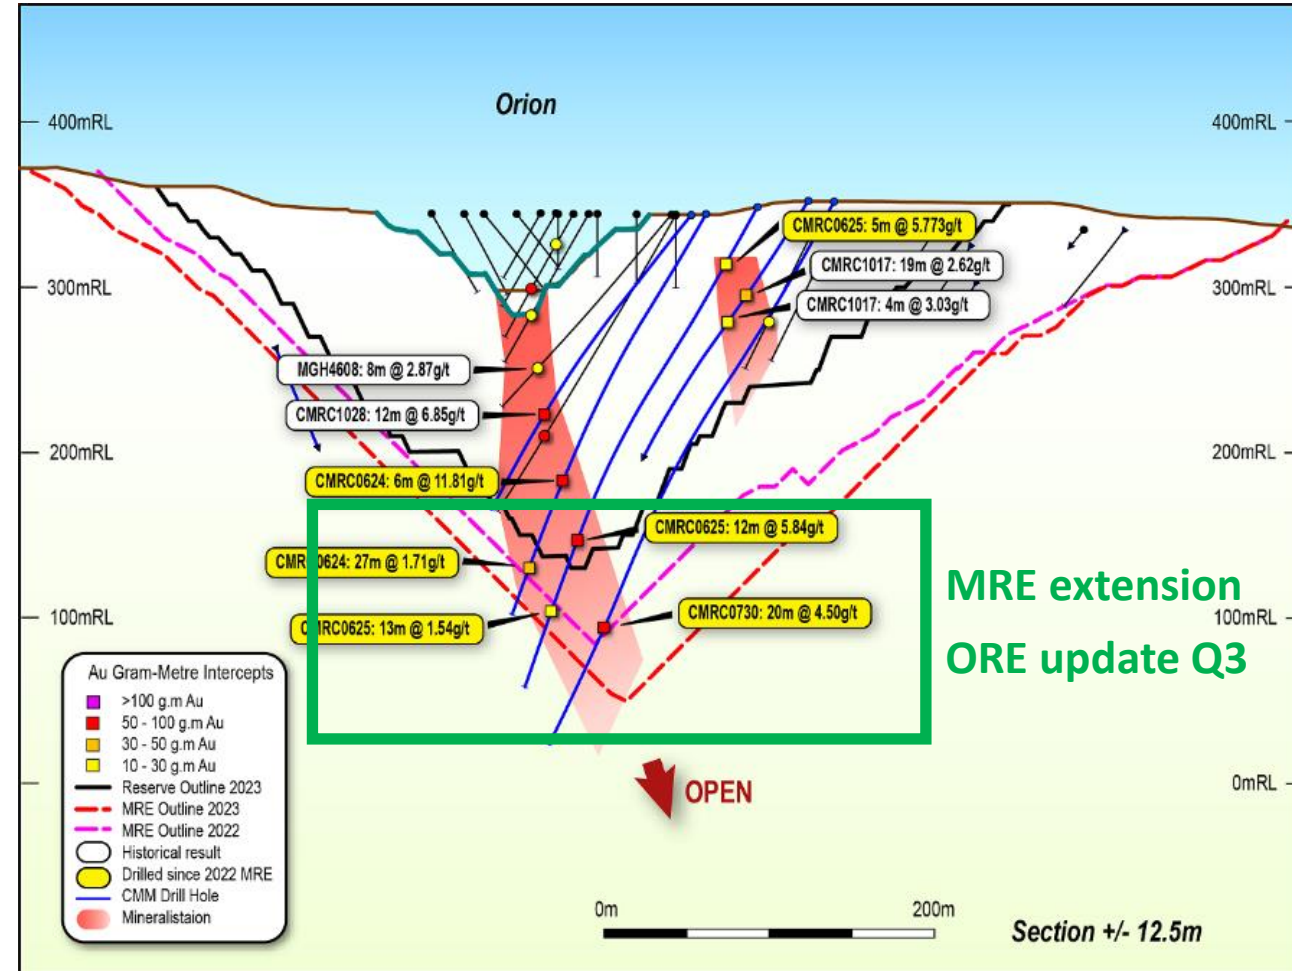 Orion
400mRL
400mRL
CMRC0625: 5m @ 5.773g/t
CMRC1017: 19m @ 2.62g/t
300mRL
300mRL
CMRC1017: 4m @ 3.03g/t
MGH4608: 8m @ 2.87g/t
CMRC1028: 12m @ 6.85g/t
200mRL
200mRL
CMRC0624: 6m @ 11.81g/t
CMRC0625: 12m @ 5.84g/t
CMRC0624: 27m @ 1.71g/t
MRE extension
ORE update Q3
100mRL
100mRL
CMRC0625: 13m @ 1.54g/t
CMRC0730: 20m @ 4.50g/t
Au Gram-Metre Intercepts
>100 g.m Au
50 - 100 g.m Au
30 - 50 g.m Au
10 - 30 g.m Au
Reserve Outline 2023
MRE Outline 2023
MRE Outline 2022
Historical result
Drilled since 2022 MRE
CMM Drill Hole
Mineralistaion
OPEN
0mRL
0m
200m
Section +/- 12.5m